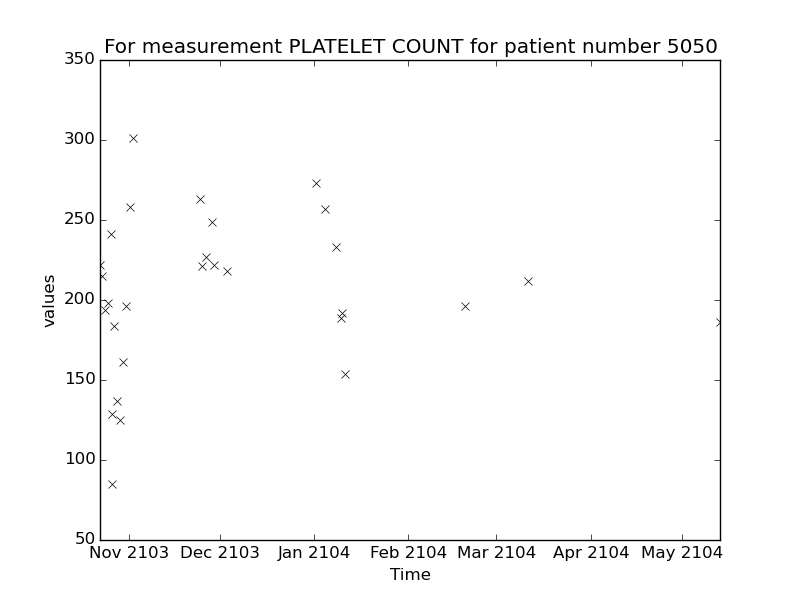 For measurement PLATELET COUNT for patient number 5050
350
300
250
200
150
100
50
values
Nov 2103 Dec 2103 Jan 2104 Feb 2104 Mar 2104 Apr 2104 May 2104
Time